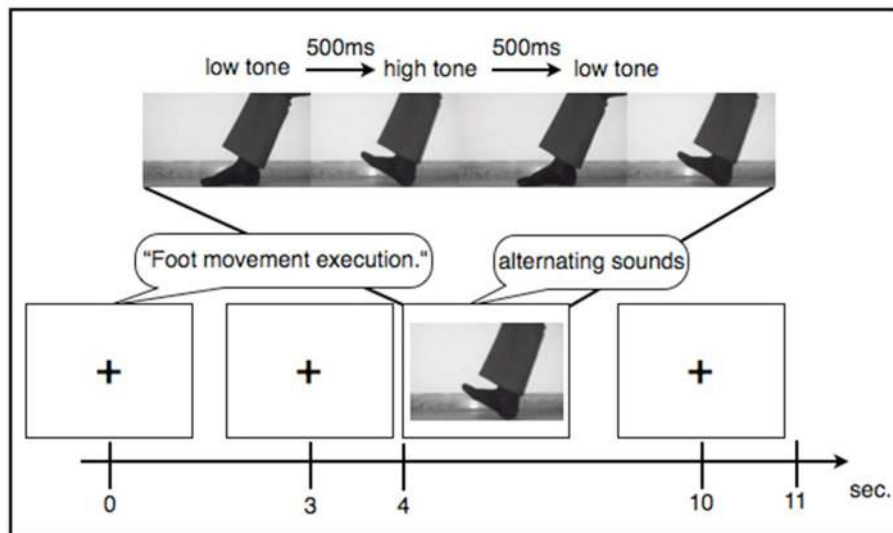 500ms 500ms
low tone high tone low tone
"Foot movement execution." alternating sounds
+ + +
0 3 4 10 11 sec.